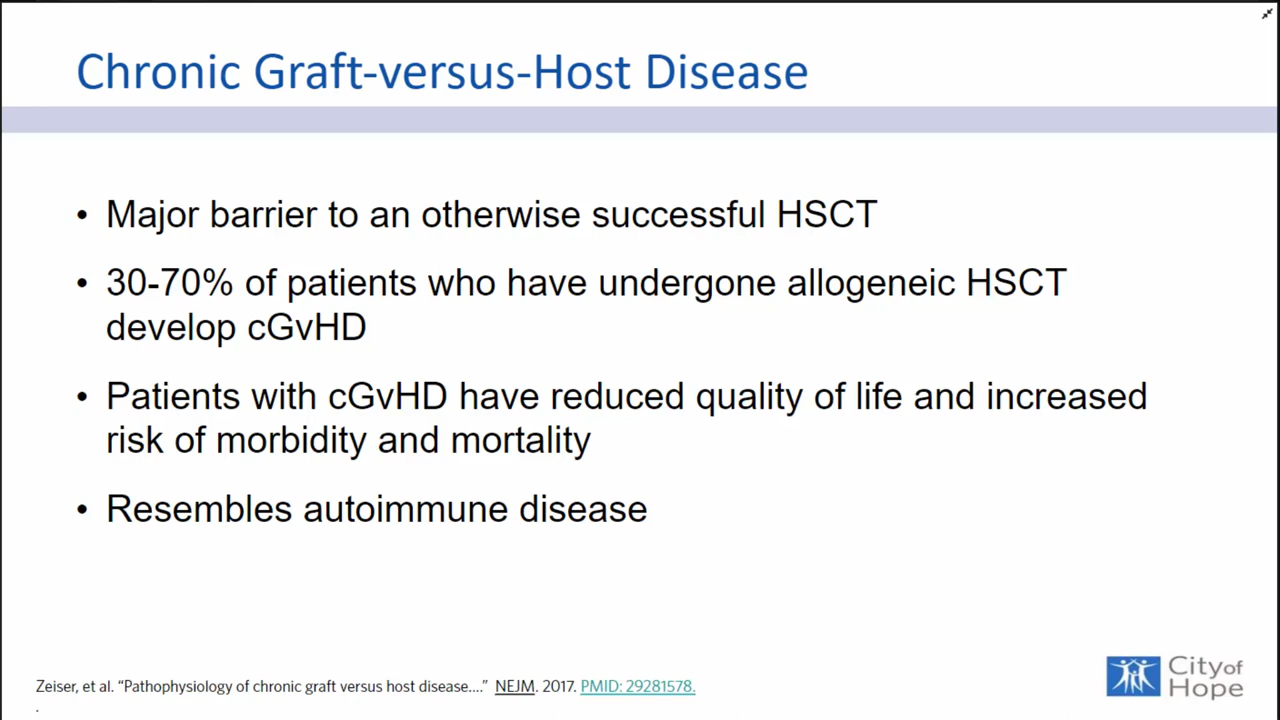 Chronic Graft-versus-Host Disease
• Major barrier to an otherwise successful HSCT
• 30-70% of patients who have undergone allogeneic HSCT
develop cGvHD
• Patients with cGvHD have reduced quality of life and increased
risk of morbidity and mortality
• Resembles autoimmune disease
Zeiser, et al. “Pathophysiology of chronic graft versus host disease....” NEJM. 2017. PMID: 29281578.
.
City of
Hope